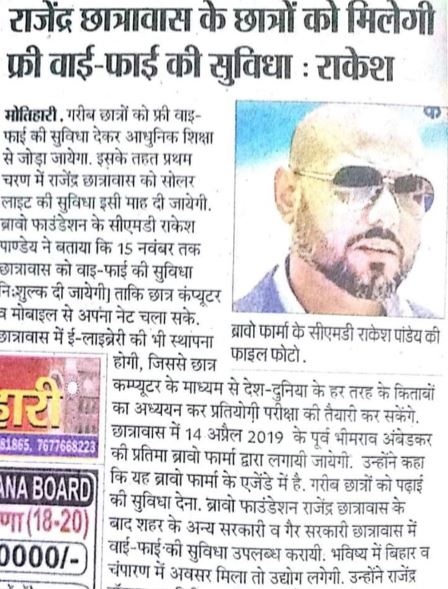 राजेंद्र छात्रावास के छात्रों को मिलेगी
फ्री वाई-फाई की सुविधा : राकेश
मोतिहारी. गरीब छात्रों को फ्री वाइ-
फाई की सुविधा देकर आधुनिक शिक्षा
से जोड़ा जायेगा. इसके तहत प्रथम
चरण में राजेंद्र छात्रावास को सोलर
लाइट की सुविधा इसी माह दी जायेगी.
ब्रावो फाउंडेशन के सीएमडी राकेश
पाण्डेय ने बताया कि 15 नवंबर तक
छात्रावास को वाइ-फाई की सुविधा
नि:शुल्क दी जायेगी] ताकि छात्र कंप्यूटर
व मोबाइल से अपना नेट चला सके.
छात्रावास में ई-लाइब्रेरी की भी स्थापना
होगी, जिससे छात्र
कम्प्यूटर के माध्यम से देश-दुनिया के हर तरह के किताबों
का अध्ययन कर प्रतियोगी परीक्षा की तैयारी कर सकेंगे.
छात्रावास में 14 अप्रैल 2019 के पूर्व भीमराव अंबेडकर
की प्रतिमा ब्रावो फार्मा द्वारा लगायी जायेगी. उन्होंने कहा
कि यह ब्रावो फार्मा के एजेंडे में है. गरीब छात्रों को पढ़ाई
की सुविधा देना. ब्रावो फाउंडेशन राजेंद्र छात्रावास के
बाद शहर के अन्य सरकारी व गैर सरकारी छात्रावास में
वाई-फाई की सुविधा उपलब्ध करायी. भविष्य में बिहार व
चंपारण में अवसर मिला तो उद्योग लगेगी. उन्होंने राजेंद्र
ब्रावो फार्मा के सीएमडी राकेश पांडेय की
फाइल फोटो.
हारी
81865, 7677668223
ANA BOARD
णा (18-20)
0000/-